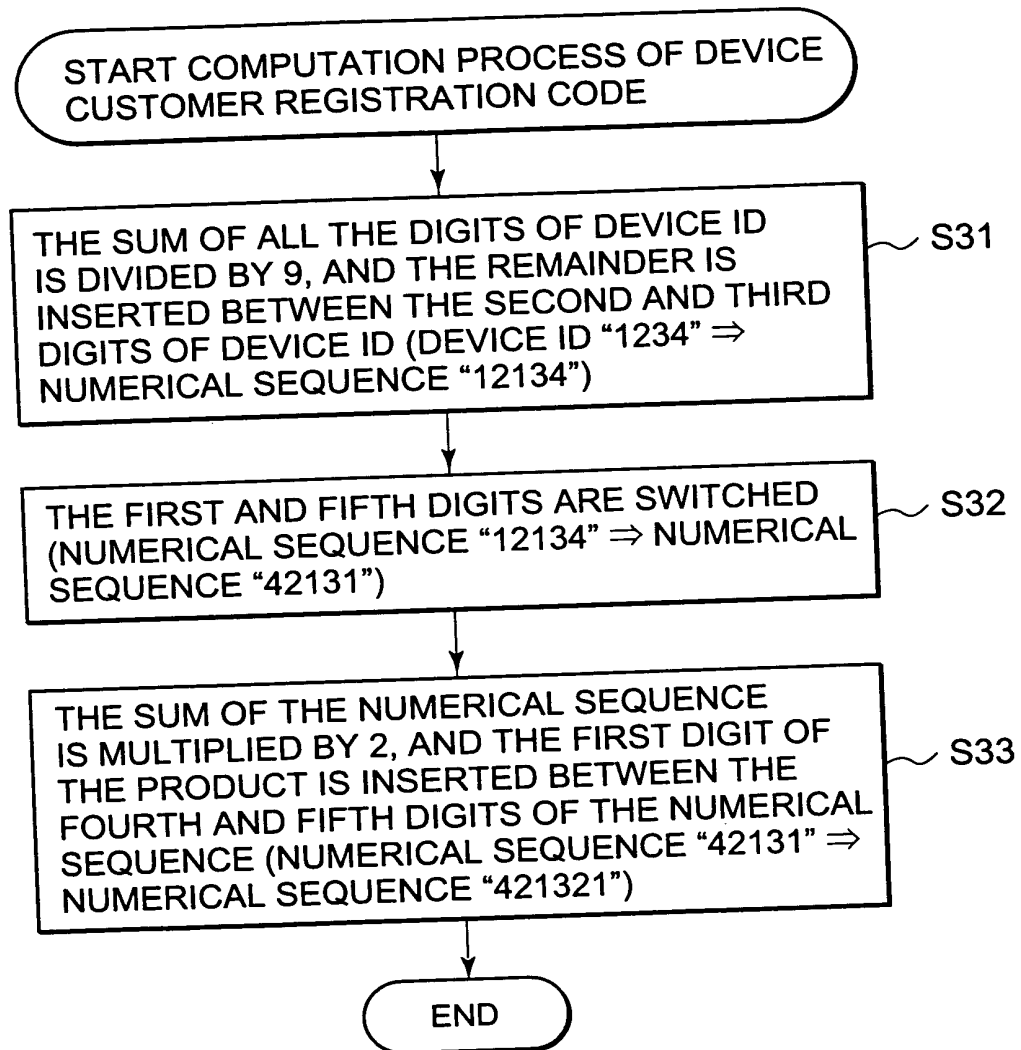 START COMPUTATION PROCESS OF DEVICE
CUSTOMER REGISTRATION CODE
THE SUM OF ALL THE DIGITS OF DEVICE ID
IS DIVIDED BY 9, AND THE REMAINDER IS
INSERTED BETWEEN THE SECOND AND THIRD
DIGITS OF DEVICE ID (DEVICE ID “1234” ⇒
NUMERICAL SEQUENCE “12134”)
S31
THE FIRST AND FIFTH DIGITS ARE SWITCHED
(NUMERICAL SEQUENCE “12134” ⇒ NUMERICAL
SEQUENCE “42131”)
S32
THE SUM OF THE NUMERICAL SEQUENCE
IS MULTIPLIED BY 2, AND THE FIRST DIGIT OF
THE PRODUCT IS INSERTED BETWEEN THE
FOURTH AND FIFTH DIGITS OF THE NUMERICAL
SEQUENCE (NUMERICAL SEQUENCE “42131” ⇒
NUMERICAL SEQUENCE “421321”)
S33
END